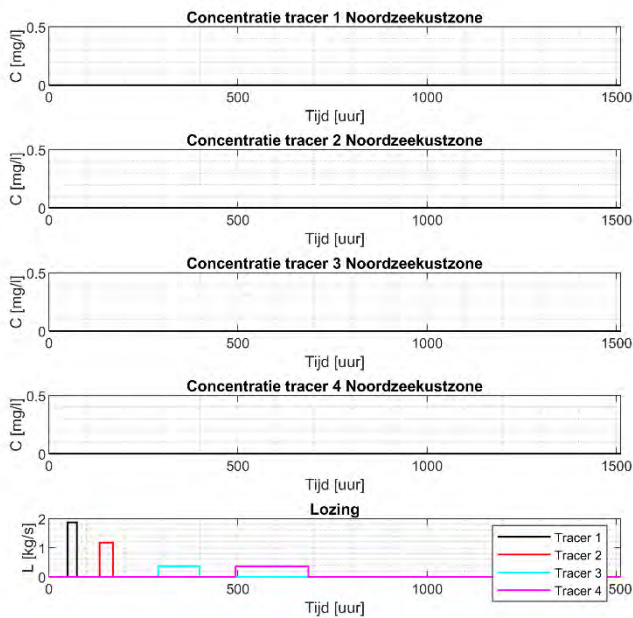 Concentratie tracer 1 Noordzeekustzone
0.5
C [mg/l]
0
0 500 1000 1500
Tijd [uur]
Concentratie tracer 2 Noordzeekustzone
0.5
C [mg/l]
0
0 500 1000 1500
Tijd [uur]
Concentratie tracer 3 Noordzeekustzone
0.5
C [mg/l]
0
0 500 1000 1500
Tijd [uur]
Concentratie tracer 4 Noordzeekustzone
0.5
C [mg/l]
0
0 500 1000 1500
Tijd [uur]
Lozing
2
L [kg/s]
1
0
Tracer 1
Tracer 2
Tracer 3
Tracer 4
0 500 1000 1500
Tijd [uur]